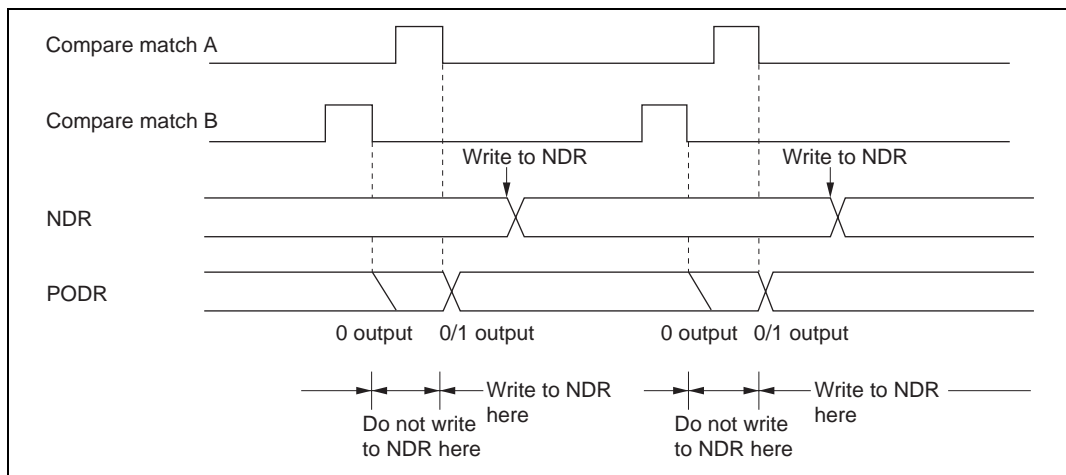 Compare match A
Compare match B
Write to NDR
Write to NDR
NDR
PODR
0 output
0/1 output
0 output
0/1 output
Write to NDR
here
Write to NDR
here
Do not write
to NDR here
Do not write
to NDR here